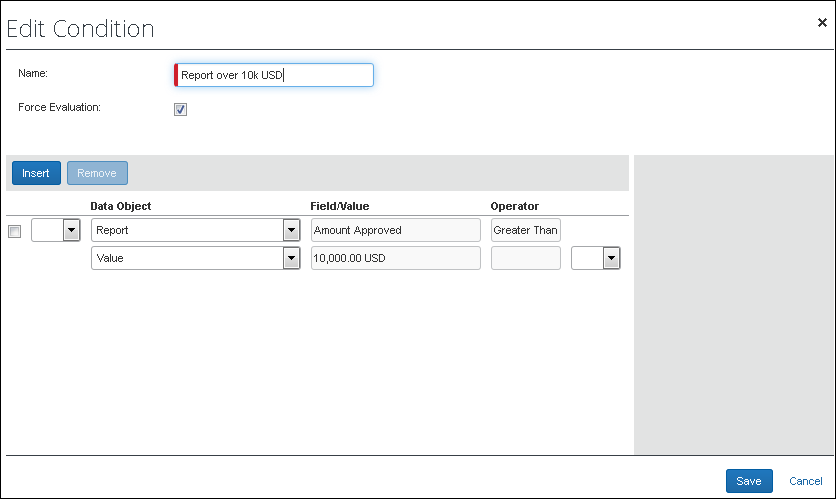 Edit Condition
Name: Report over 10k USD
Force Evaluation:
Insert Remove
Data Object Field/Value Operator
Report Amount Approved Greater Than
Value 10,000.00 USD
Save Cancel